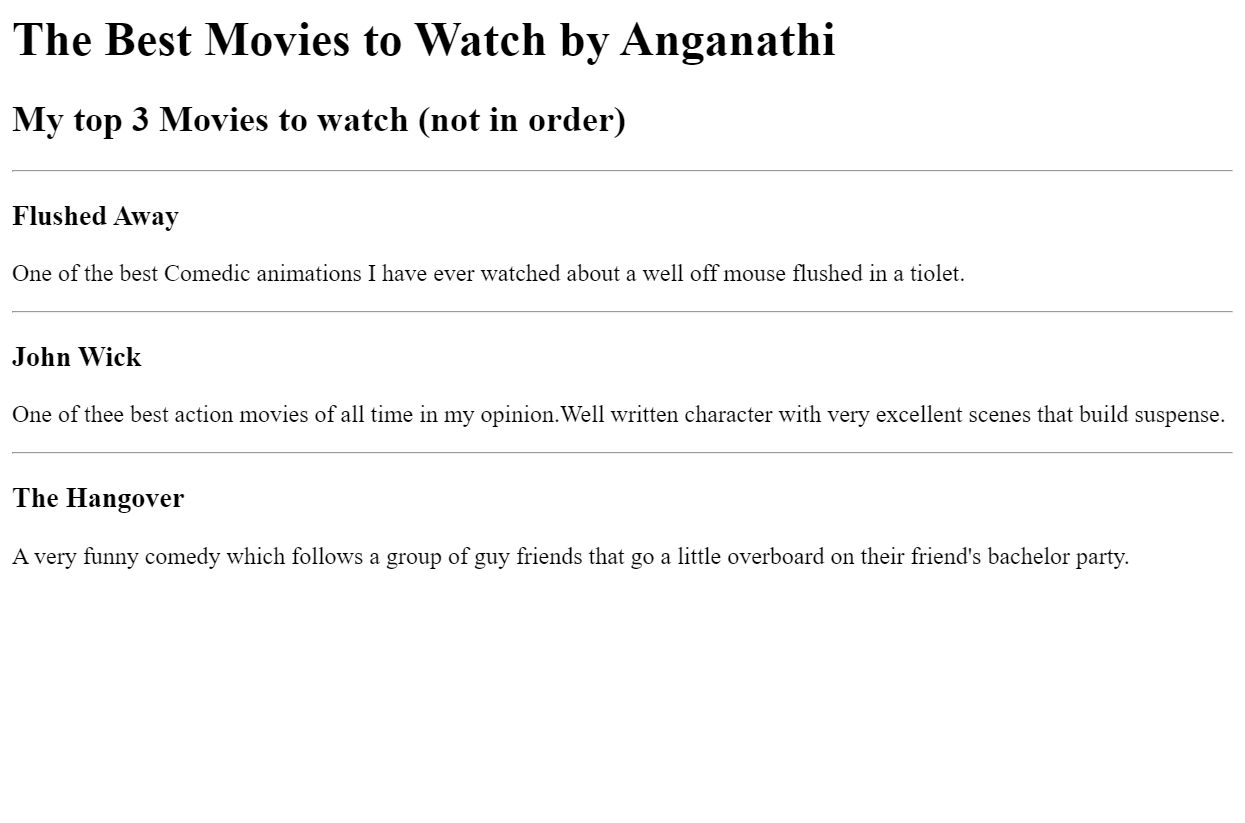 The Best Movies to Watch by Anganathi
My top 3 Movies to watch (not in order)
Flushed Away
One of the best Comedic animations I have ever watched about a well off mouse flushed in a tiolet.
John Wick
One of thee best action movies of all time in my opinion.Well written character with very excellent scenes that build suspense.
The Hangover
A very funny comedy which follows a group of guy friends that go a little overboard on their friend's bachelor party.